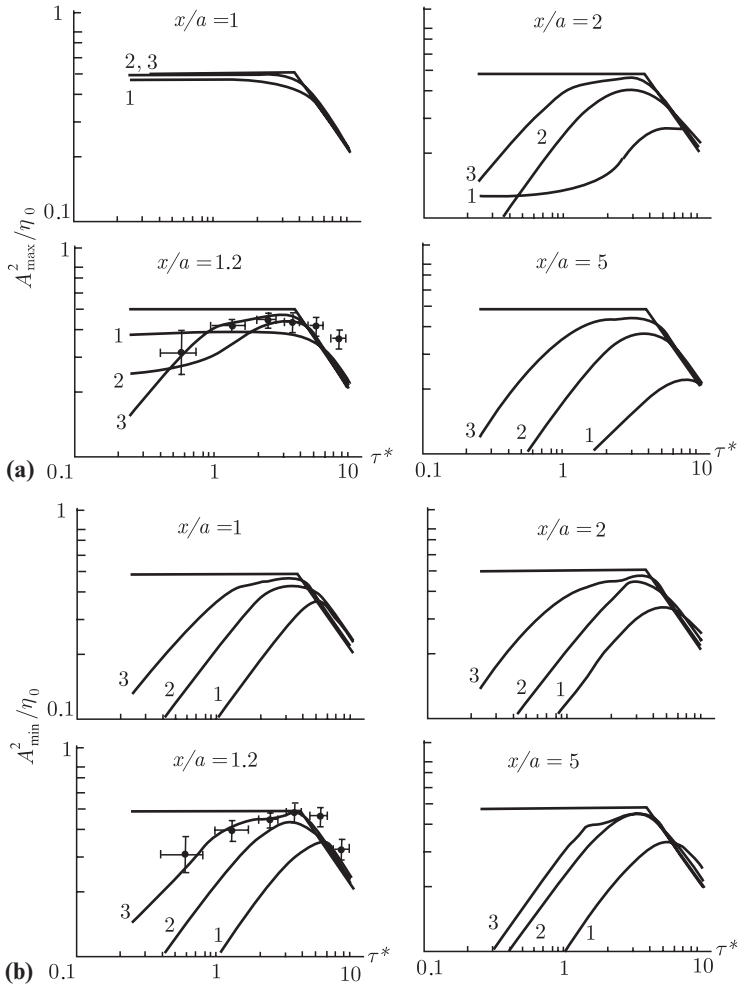 x/a =1
1
2, 3
1
0.1
x/a = 2
3
2
1
A²max/η0
x/a = 1.2
1
1
2
3
0.1
1
10
τ*
x/a = 5
3
2
1
0.1
1
10
(a)
x/a =1
1
3
2
1
0.1
x/a = 2
3
2
1
A²min/η0
x/a =1.2
1
3
2
1
0.1
1
10
τ*
x/a = 5
3
2
1
0.1
1
10
τ*
(b)